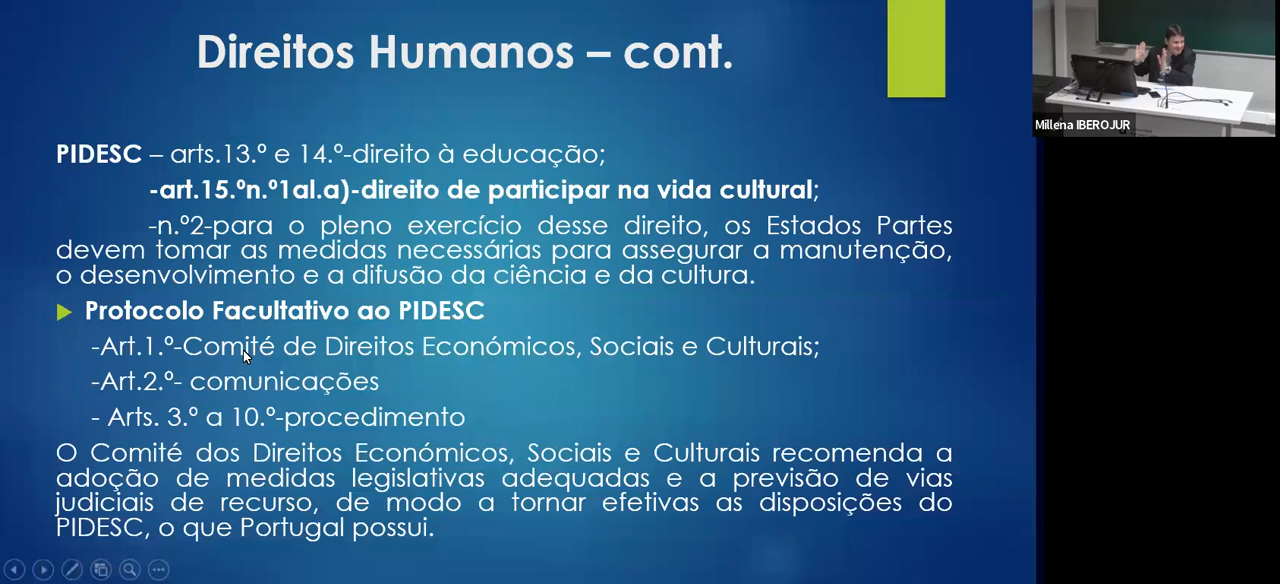 Direitos Humanos – cont.
Millena IBEROJUR
PIDESC – arts.13.º e 14.º-direito à educação;
-art.15.ºn.º1al.a)-direito de participar na vida cultural;
-n.º2-para o pleno exercício desse direito, os Estados Partes
devem tomar as medidas necessárias para assegurar a manutenção,
o desenvolvimento e a difusão da ciência e da cultura.
Protocolo Facultativo ao PIDESC
-Art.1.º-Comité de Direitos Económicos, Sociais e Culturais;
-Art.2.º- comunicações
- Arts. 3.º a 10.º-procedimento
O Comité dos Direitos Económicos, Sociais e Culturais recomenda a
adoção de medidas legislativas adequadas e a previsão de vias
judiciais de recurso, de modo a tornar efetivas as disposições do
PIDESC, o que Portugal possui.